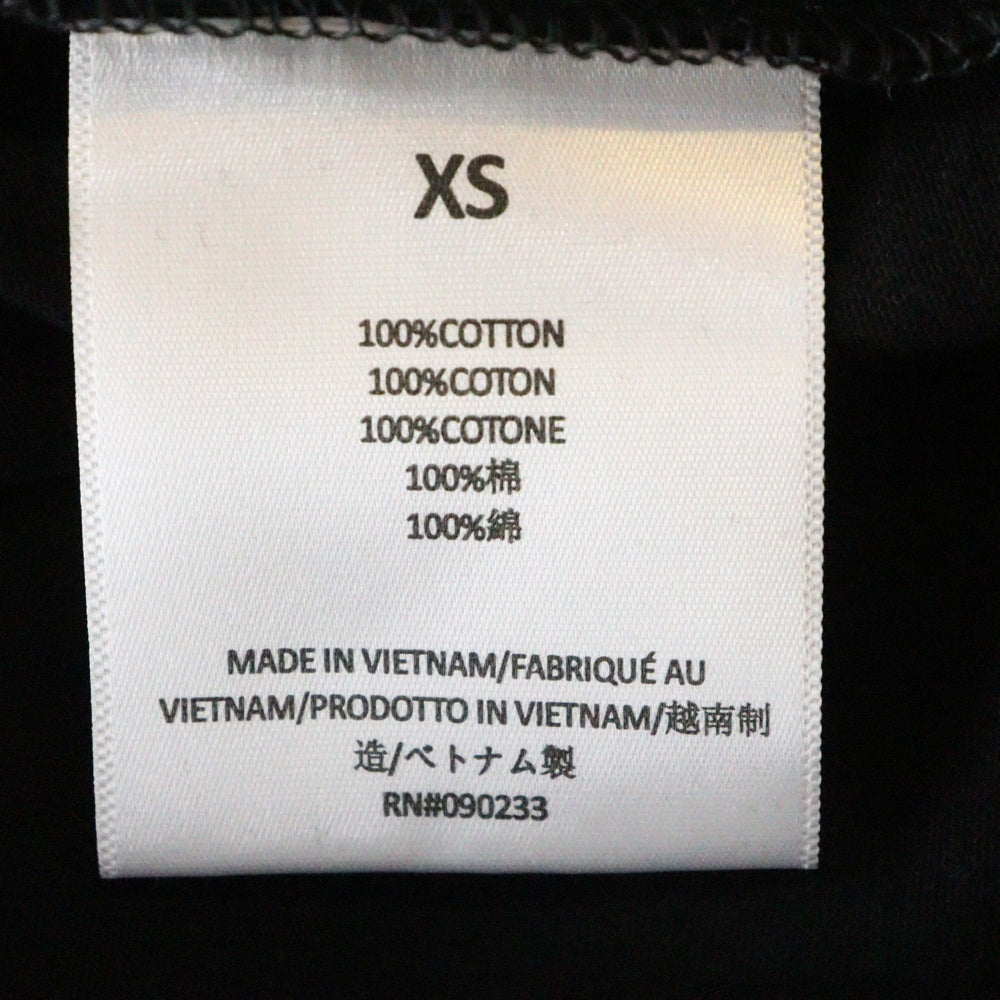 XS
100%COTTON
100%COTON
100%COTONE
100%棉
100%綿
MADE IN VIETNAM/FABRIQUÉ AU
VIETNAM/PRODOTTO IN VIETNAM/越南制
造/ベトナム製
RN#090233